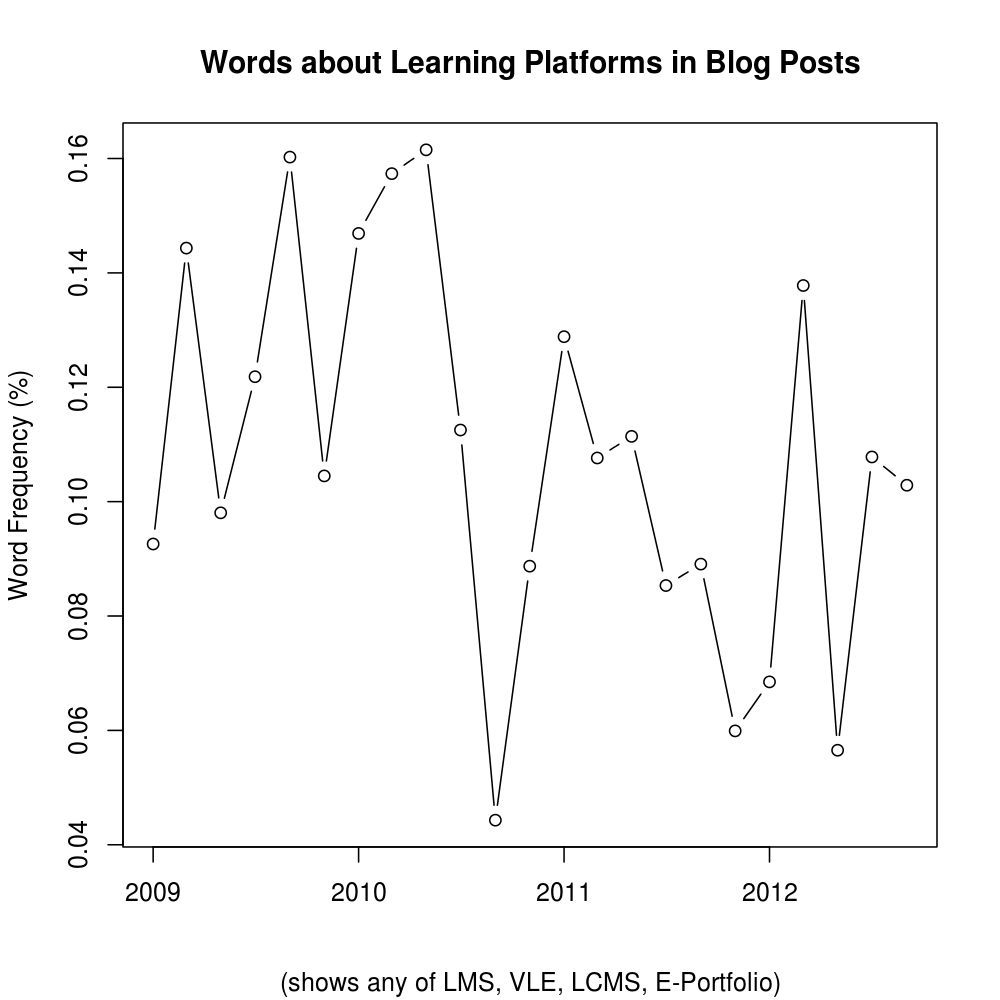 Words about Learning Platforms in Blog Posts
Word Frequency (%)
0.16
0.14
0.12
0.10
0.08
0.06
0.04
2009 2010 2011 2012
(shows any of LMS, VLE, LCMS, E-Portfolio)